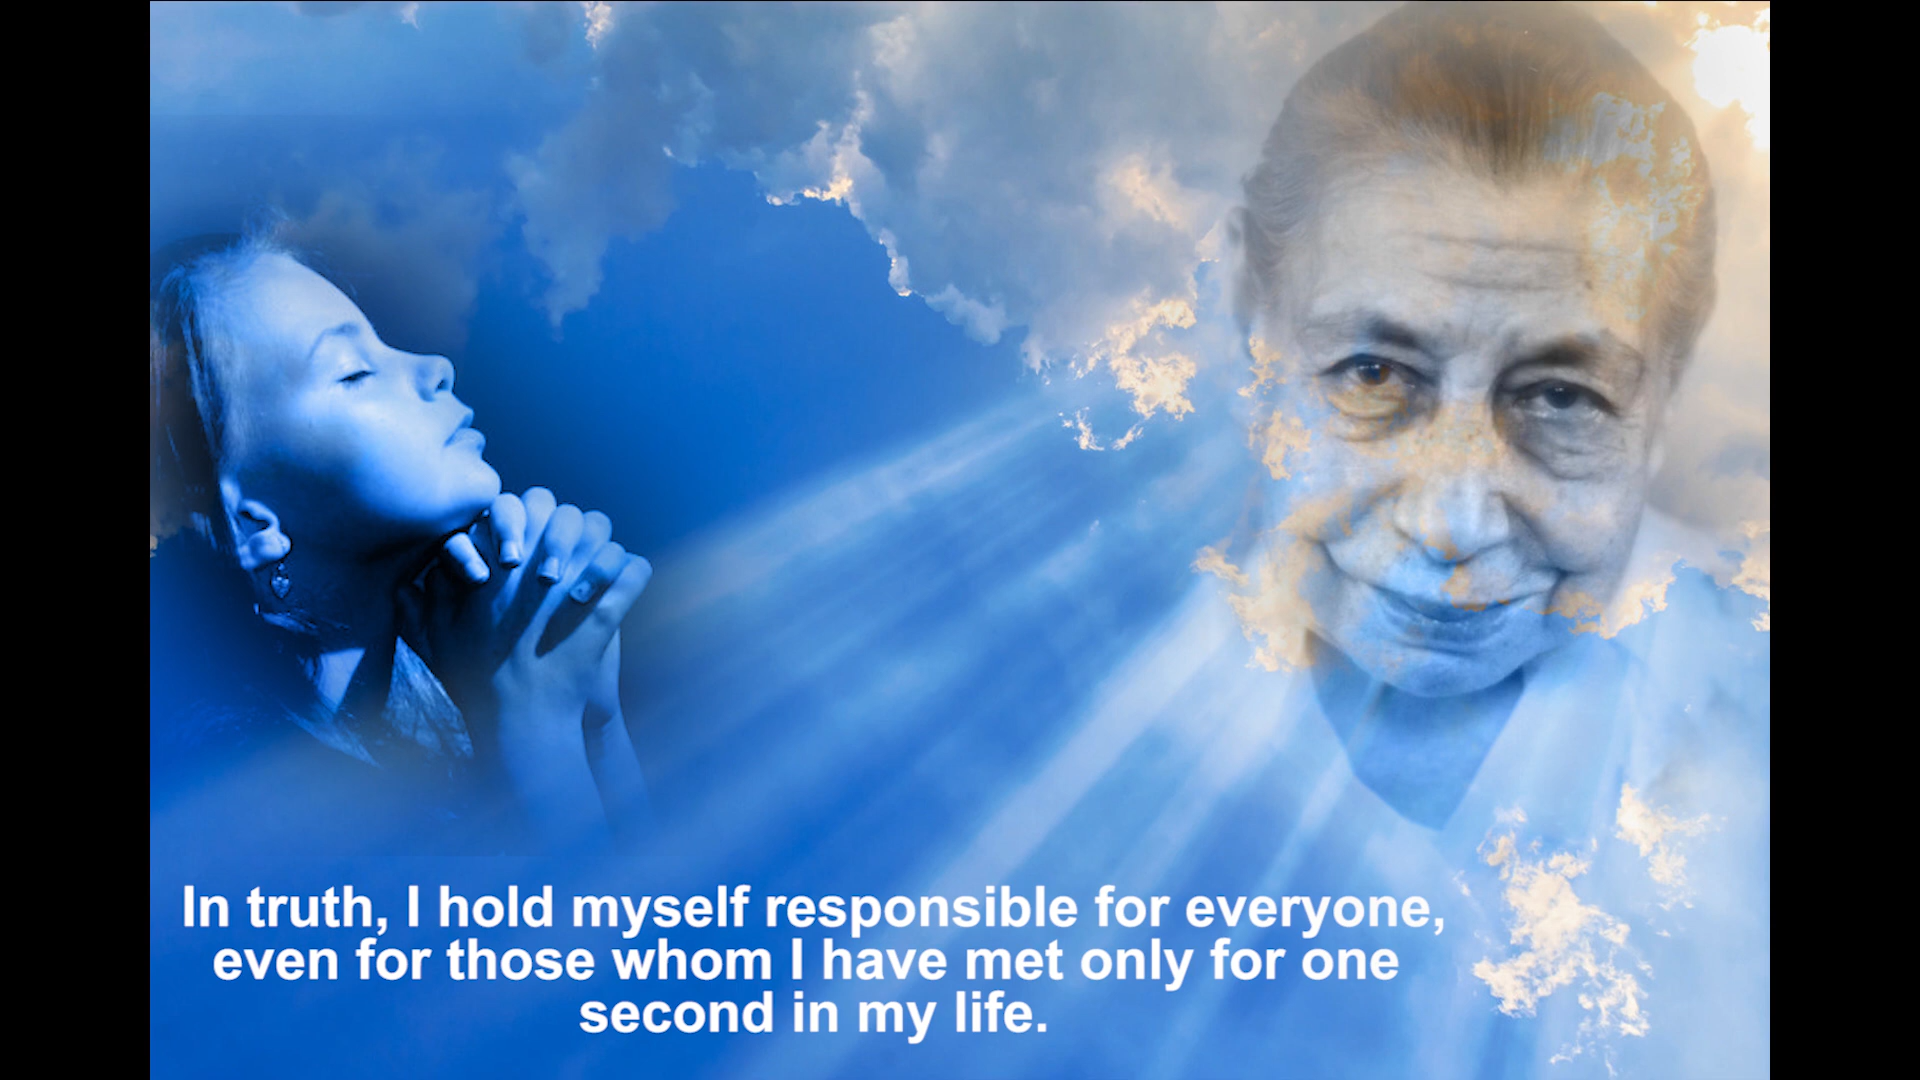 In truth, I hold myself responsible for everyone,
even for those whom I have met only for one
second in my life.